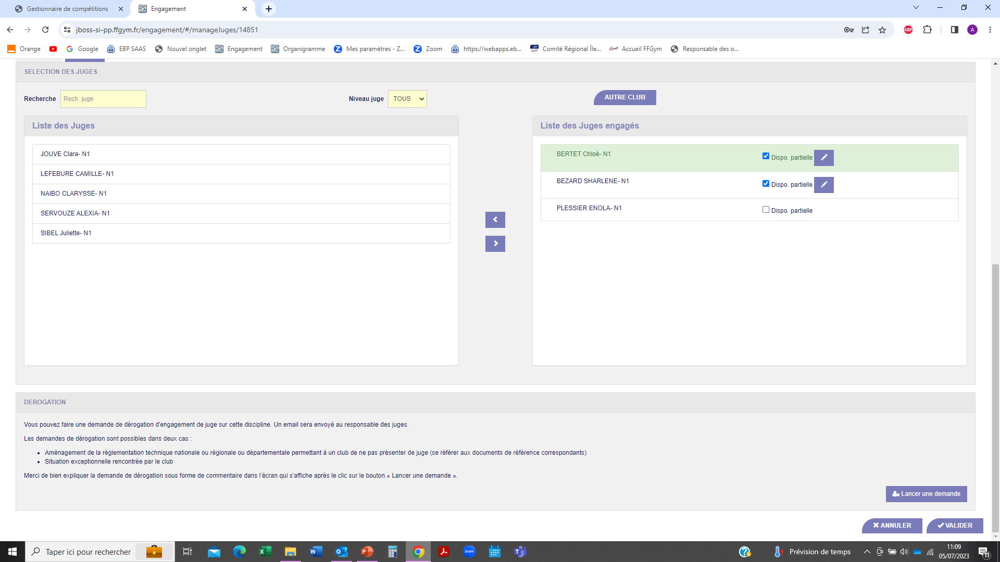 Gestionnaire de compétitions
Engagement
jboss-si-pp.ffgym.fr/engagement/#/manageJuges/14851
ABP
A
Orange
Google
EBP SAAS
Nouvel onglet
Engagement
Organigramme
Mes paramètres - Z...
Zoom
https://webapps.eb...
Comité Régional Île...
Accueil FFGym
Responsable des o...
SELECTION DES JUGES
Recherche
Rech. juge
Niveau juge
TOUS
AUTRE CLUB
Liste des Juges
JOUVE Clara- N1
LEFEBURE CAMILLE- N1
NAIBO CLARYSSE- N1
SERVOUZE ALEXIA- N1
SIBEL Juliette- N1
Liste des Juges engagés
BERTET Chloé- N1
Dispo. partielle
BEZARD SHARLENE- N1
Dispo. partielle
PLESSIER ENOLA- N1
Dispo. partielle
DEROGATION
Vous pouvez faire une demande de dérogation d'engagement de juge sur cette discipline. Un email sera envoyé au responsable des juges.
Les demandes de dérogation sont possibles dans deux cas :
Aménagement de la règlementation technique nationale ou régionale ou départementale permettant à un club de ne pas présenter de juge (se référer aux documents de référence correspondants)
Situation exceptionnelle rencontrée par le club
Merci de bien expliquer la demande de dérogation sous forme de commentaire dans l'écran qui s'affiche après le clic sur le bouton « Lancer une demande ».
Lancer une demande
ANNULER
VALIDER
Taper ici pour rechercher
zoom
Prévision de temps
11:09
05/07/2023
11